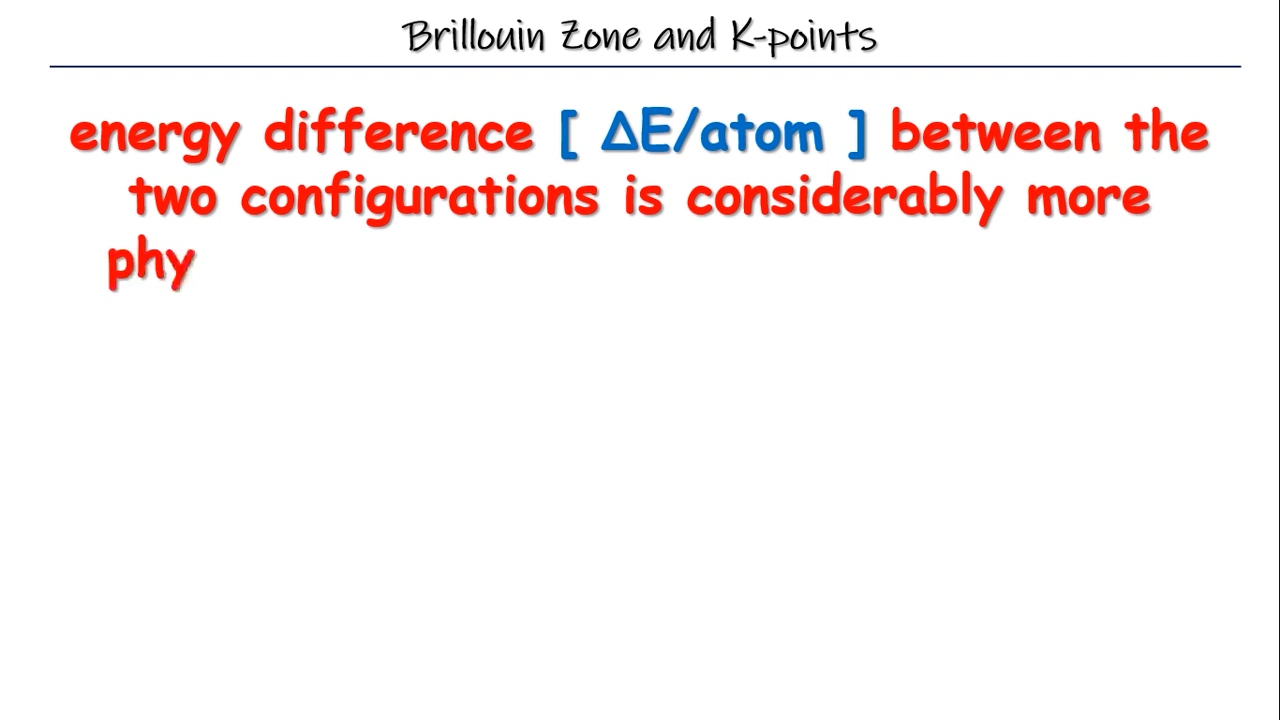 Brillouin Zone and K-points
energy difference [ ΔE/atom ] between the
two configurations is considerably more
phy